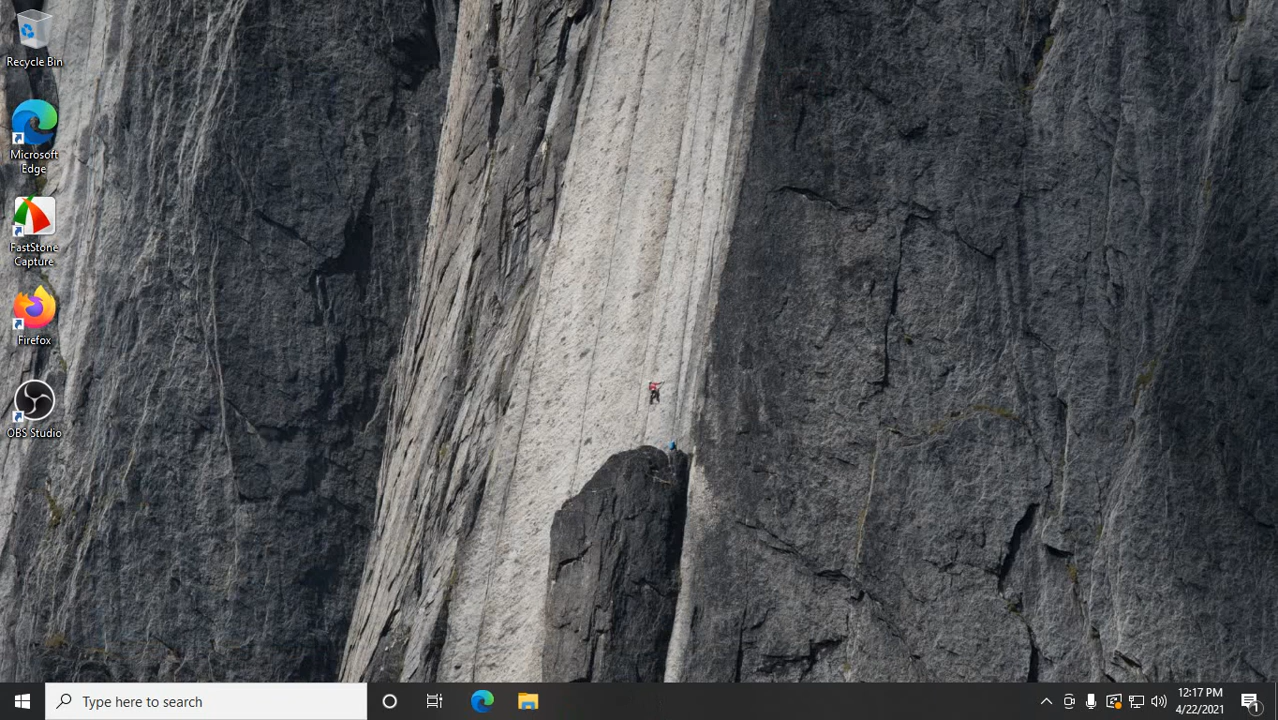 Recycle Bin
Microsoft
Edge
FastStone
Capture
Firefox
OBS Studio
Type here to search
12:17 PM
4/22/2021
1